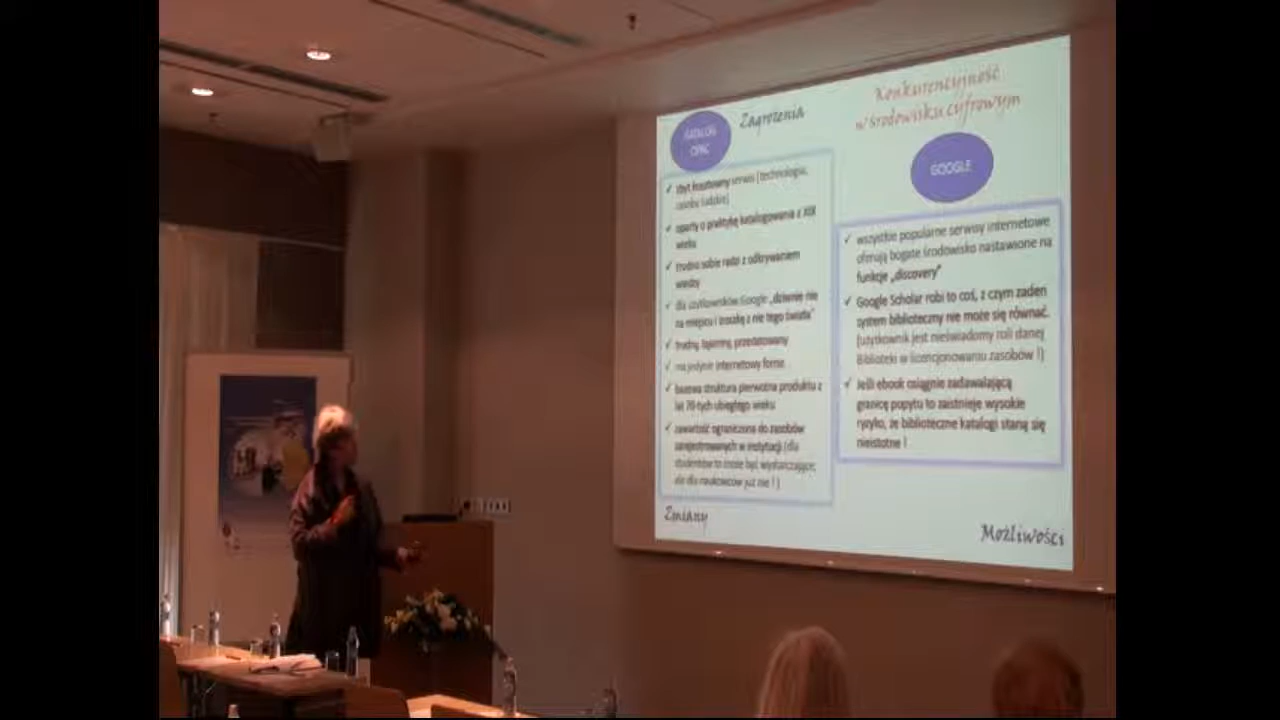 Konkurencyjność
w środowisku cyfrowym
Zagrożenia
KATALOG
OPAC
zbyt kosztowny serwis (technologia,
zasoby ludzkie)
oparty o praktykę katalogowania z XIX
wieku
trudno sobie radzi z odkrywaniem
wiedzy
dla użytkowników Google „dziwnie nie
na miejscu i troszkę z nie tego świata"
trudny, tajemny, przedatowany
ma jedynie internetowy
bazowa struktura pierwotna produktu z
lat 70-tych ubiegłego wieku
zawartość ograniczona do zasobów
zarejestrowanych w instytucji (dla
studentów to może być wystarczające,
ale dla naukowców już nie ! )
Zmiany
GOOGLE
wszystkie popularne serwisy internetowe
oferują bogate środowisko nastawione na
funkcje „discovery"
Google Scholar robi to coś, z czym żaden
system biblioteczny nie może się równać.
(użytkownik jest nieświadomy roli danej
Biblioteki w licencjonowaniu zasobów !)
Jeśli ebook osiągnie zadawalającą
granicę popytu to zaistnieje wysokie
ryzyko, że biblioteczne katalogi staną się
nieistotne !
Możliwości